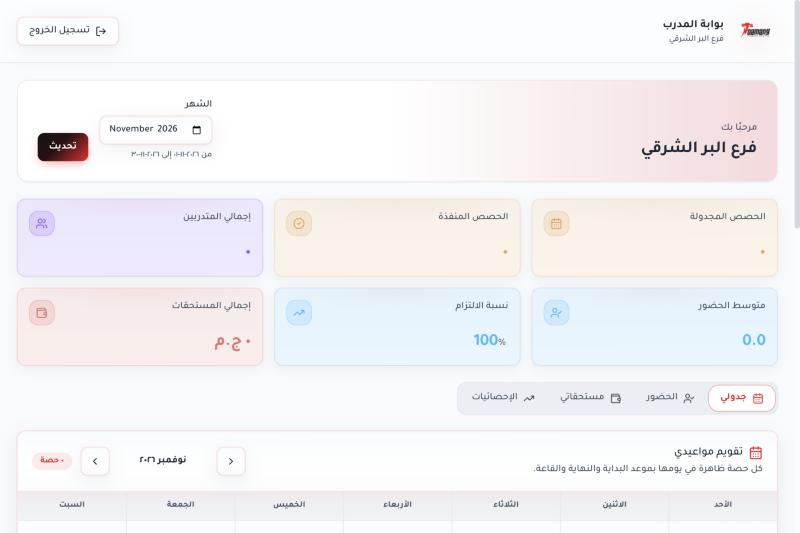 بوابة المدرب
فرع البر الشرقي
تسجيل الخروج
مرحبًا بك
فرع البر الشرقي
الشهر
November 2026
تحديث
من ٢٠٢٦-١١-٠١ إلى ٢٠٢٦-١١-٣٠
الحصص المجدولة
٠
الحصص المنفذة
٠
إجمالي المتدربين
٠
متوسط الحضور
0.0
نسبة الالتزام
100%
إجمالي المستحقات
٠ ج.م
جدولي
الحضور
مستحقاتي
الإحصائيات
تقويم مواعيدي
كل حصة ظاهرة في يومها بموعد البداية والنهاية والقاعة.
نوفمبر ٢٠٢٦
٠ حصة
الأحد الاثنين الثلاثاء الأربعاء الخميس الجمعة السبت